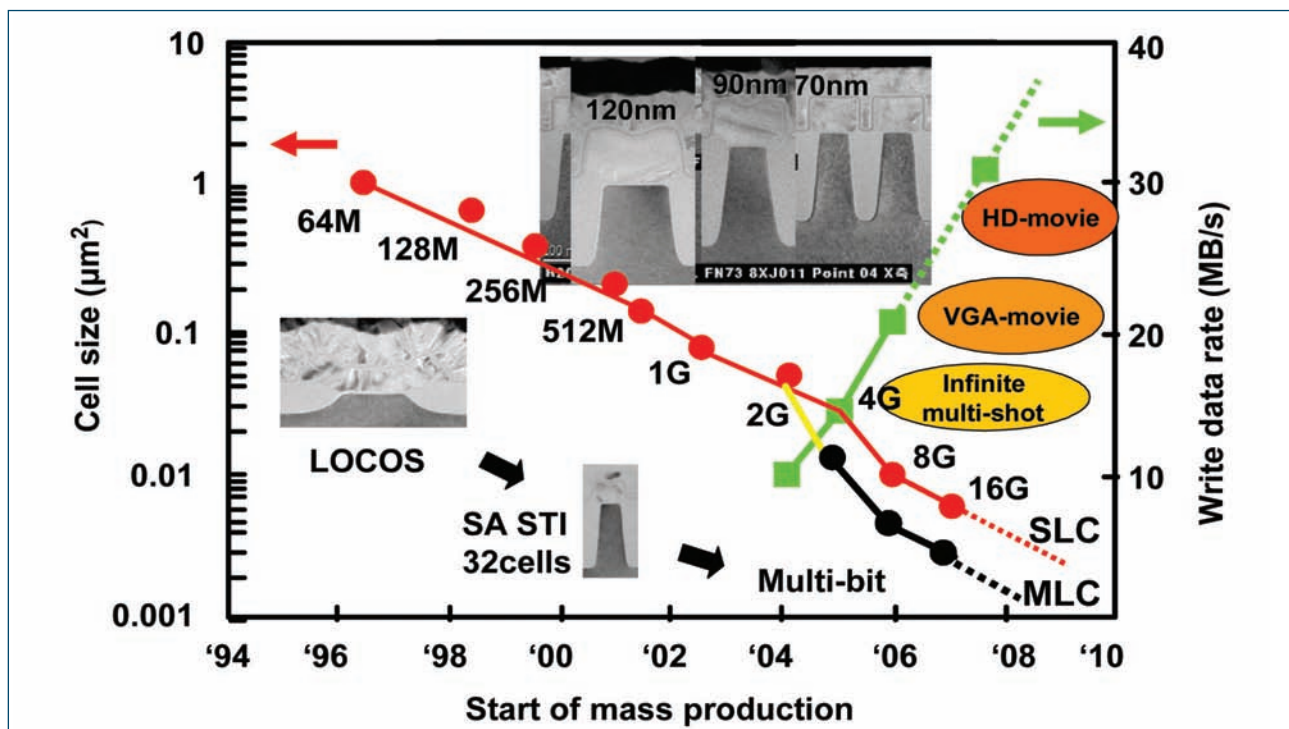 10
1
0.1
0.01
0.001
Cell size (µm²)
40
30
20
10
Write data rate (MB/s)
120nm
90nm
70nm
FN73 8XJ011 Point 04
64M
128M
256M
512M
1G
2G
4G
8G
16G
HD-movie
VGA-movie
Infinite
multi-shot
LOCOS
SA STI
32cells
Multi-bit
SLC
MLC
‘94
‘96
‘98
‘00
‘02
‘04
‘06
‘08
‘10
Start of mass production